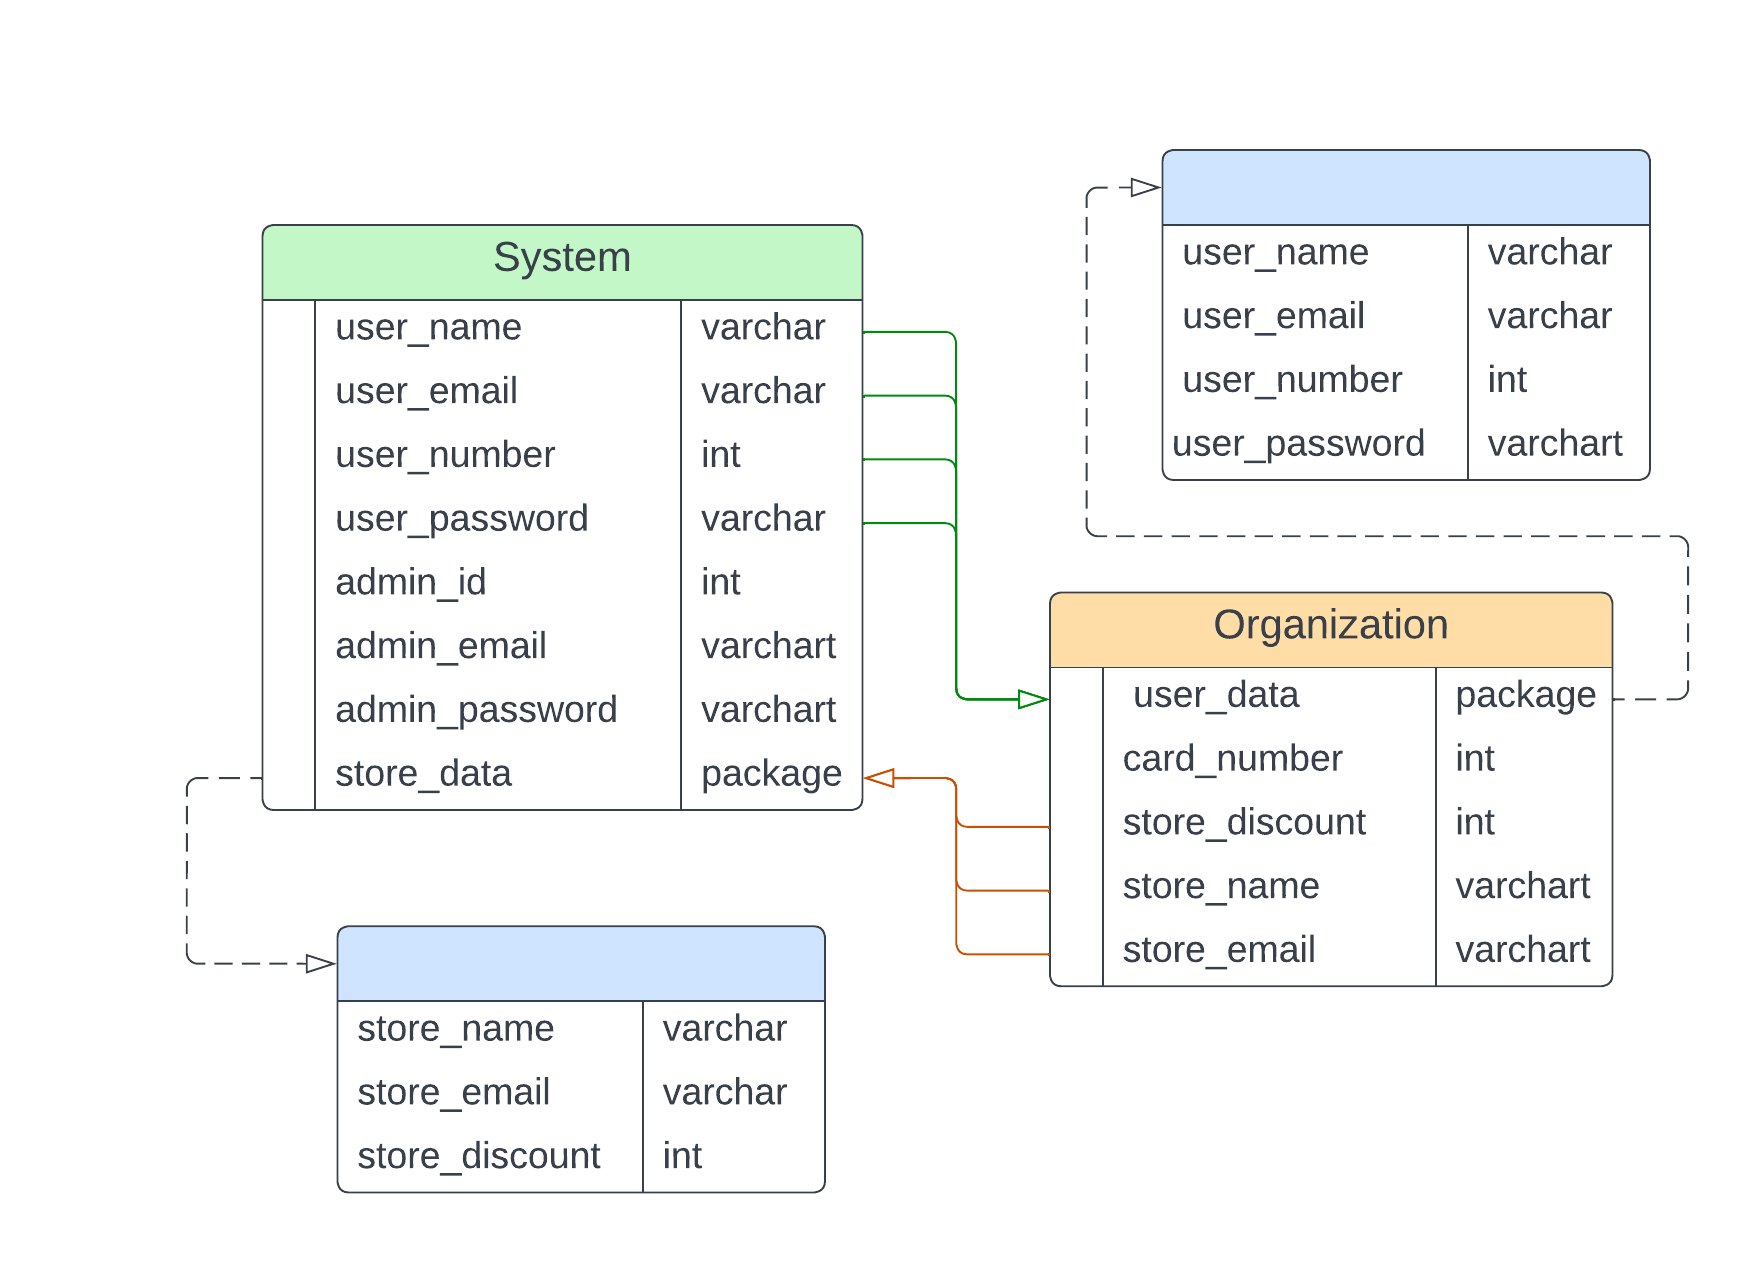 System
user_name varchar
user_email varchar
user_number int
user_password varchar
admin_id int
admin_email varchart
admin_password varchart
store_data package
user_name varchar
user_email varchar
user_number int
user_password varchart
Organization
user_data package
card_number int
store_discount int
store_name varchart
store_email varchart
store_name varchar
store_email varchar
store_discount int